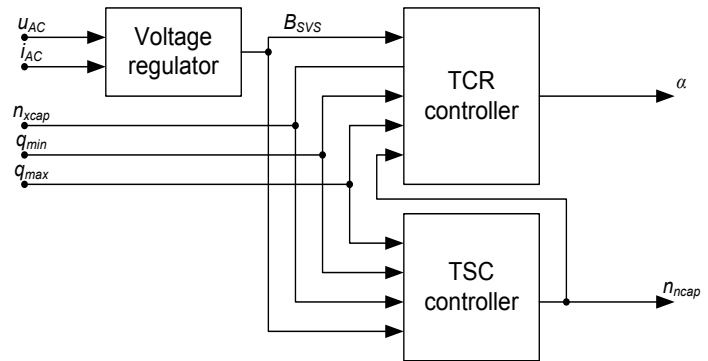 u_AC
i_AC
Voltage
regulator
B_SVS
n_xcap
q_min
q_max
TCR
controller
α
TSC
controller
n_ncap